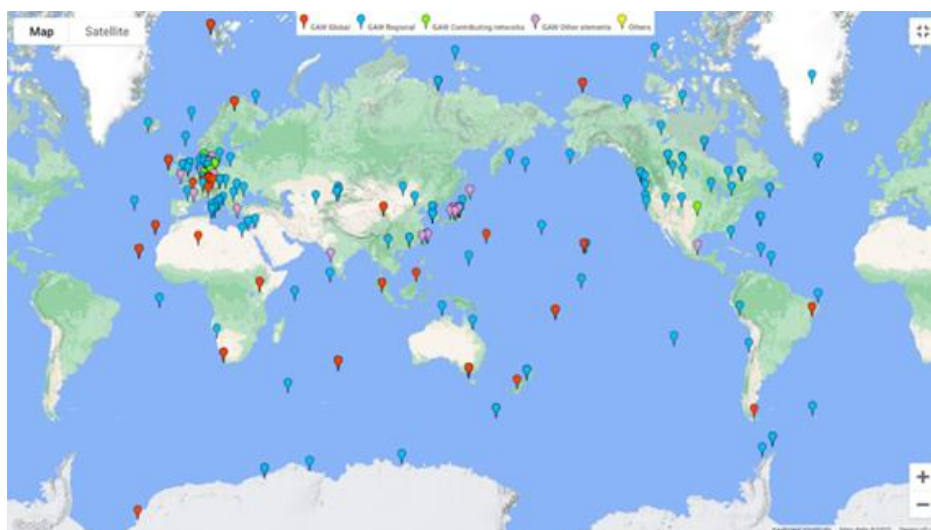 Map Satellite
GAW Global GAW Regional GAW Contributing networks GAW Other elements Others
Google